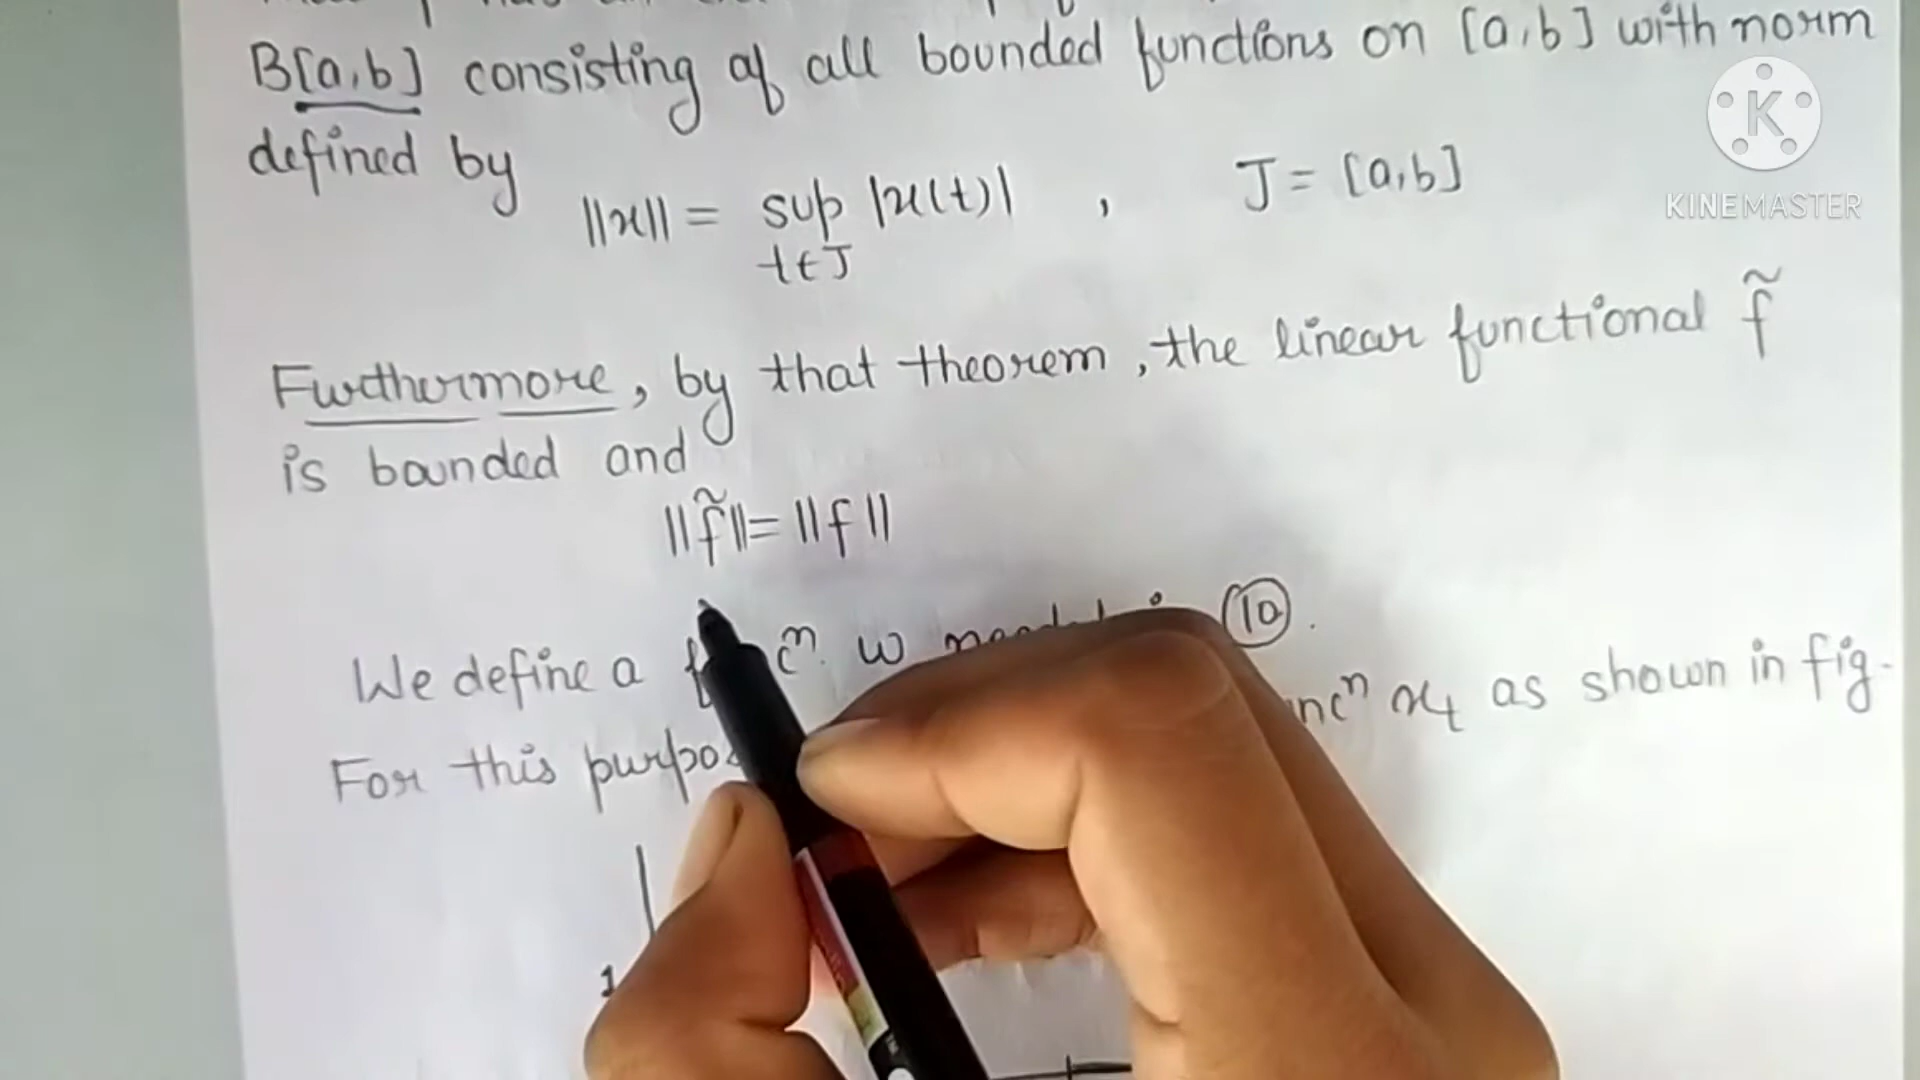 B[a,b] consisting of all bounded functions on [a,b] with norm
defined by
||x|| = sup |x(t)| , J = [a,b]
t∈J
Furthermore, by that theorem, the linear functional f̃
is bounded and
||f̃|| = ||f||
We define a w ⑩.
For this x_t as shown in fig.
1
K
KINEMASTER